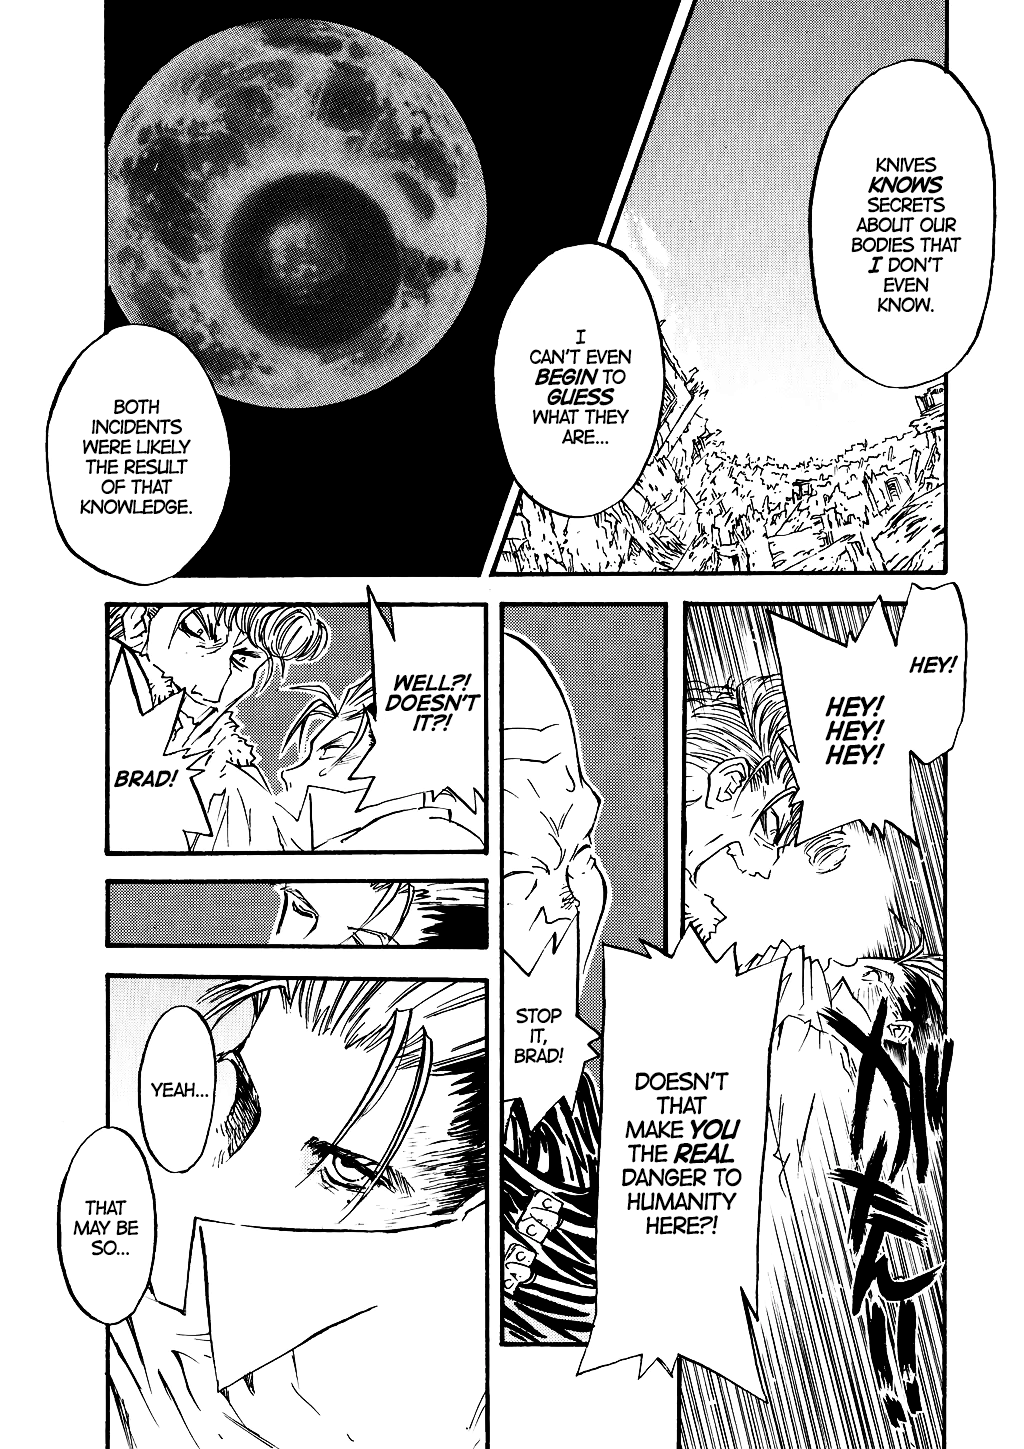 KNIVES
KNOWS
SECRETS
ABOUT OUR
BODIES THAT
I DON'T
EVEN
KNOW.
I
CAN'T EVEN
BEGIN TO
GUESS
WHAT THEY
ARE...
BOTH
INCIDENTS
WERE LIKELY
THE RESULT
OF THAT
KNOWLEDGE.
HEY!
HEY!
HEY!
HEY!
DOESN'T
THAT
MAKE YOU
THE REAL
DANGER TO
HUMANITY
HERE?!
STOP
IT,
BRAD!
WELL?!
DOESN'T
IT?!
BRAD!
YEAH...
THAT
MAY BE
SO...